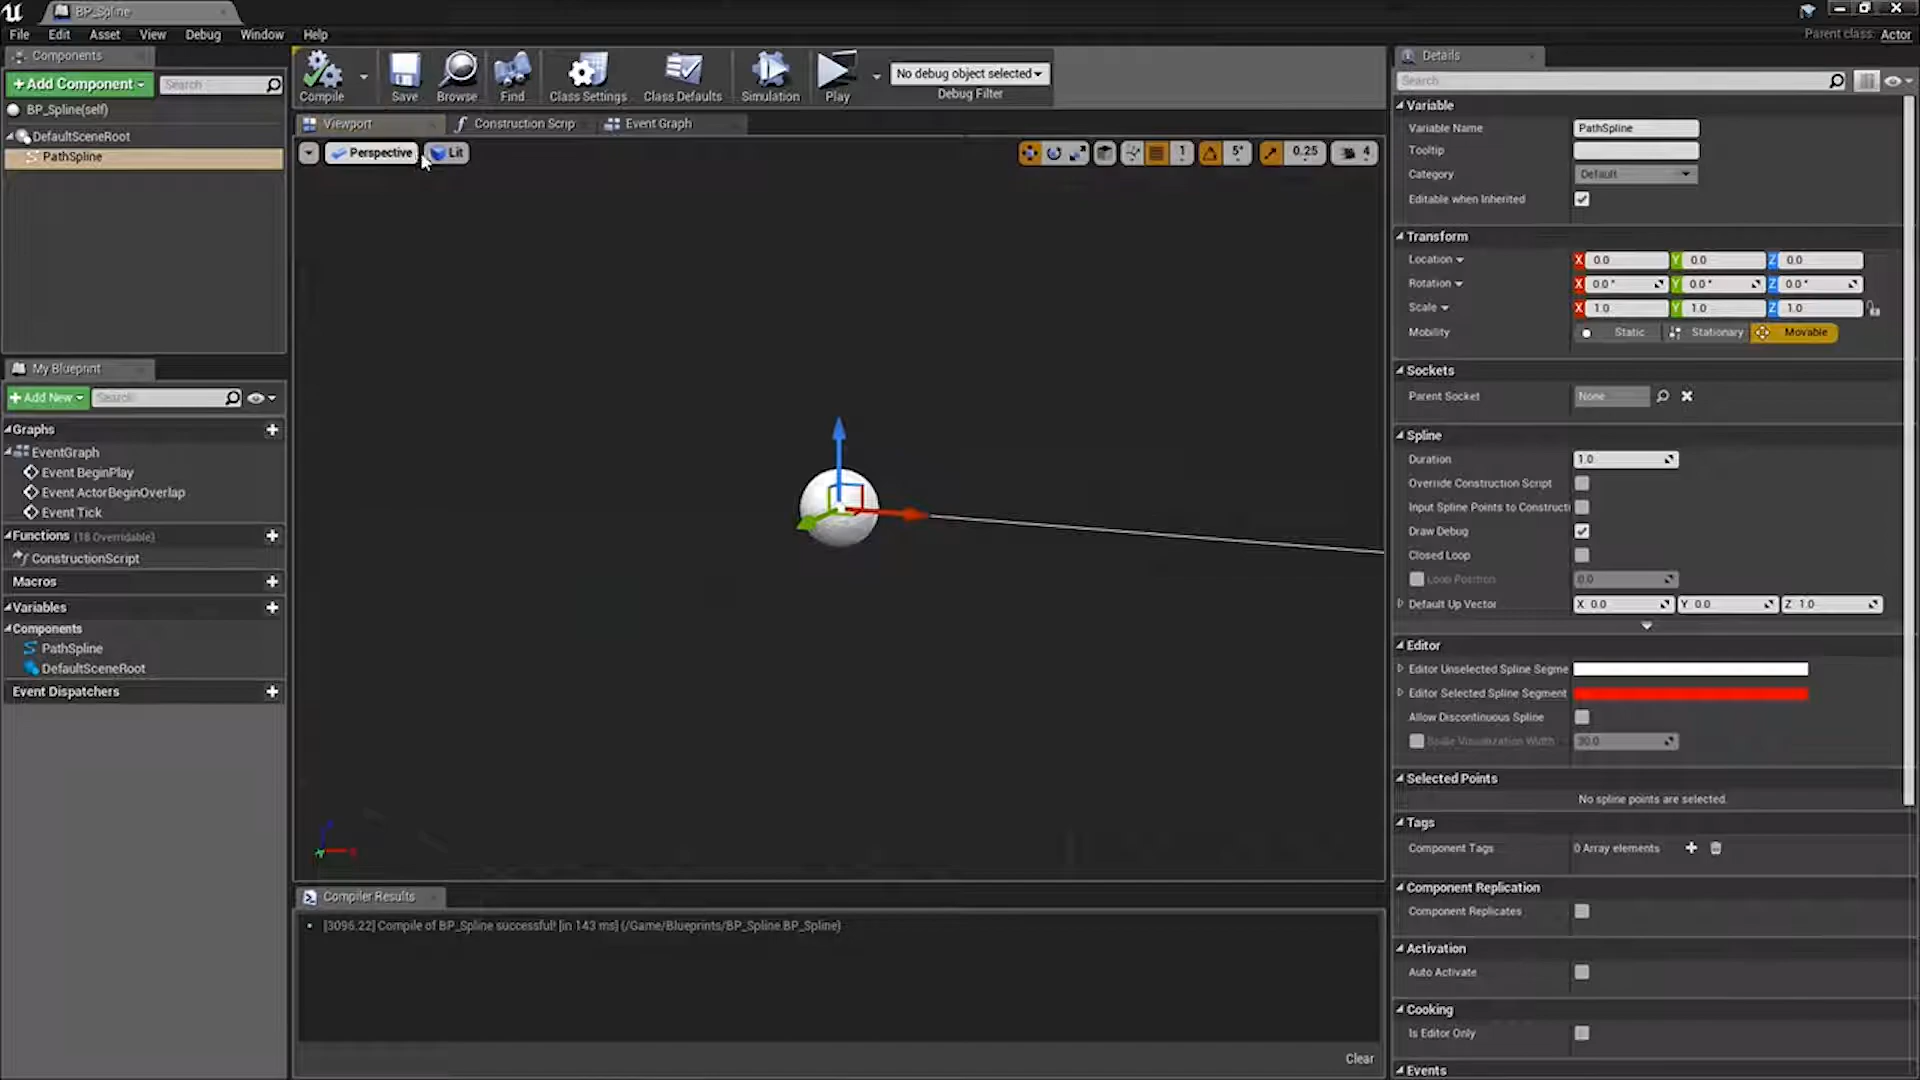 BP_Spline
File Edit Asset View Debug Window Help
Parent class: Actor
Components
+Add Component
Search
BP_Spline(self)
DefaultSceneRoot
PathSpline
Compile
Save
Browse
Find
Class Settings
Class Defaults
Simulation
Play
No debug object selected
Debug Filter
Viewport
Construction Scrip
Event Graph
Perspective
Lit
1
5°
0.25
4
My Blueprint
+Add New
Search
Graphs
EventGraph
Event BeginPlay
Event ActorBeginOverlap
Event Tick
Functions (18 Overridable)
ConstructionScript
Macros
Variables
Components
PathSpline
DefaultSceneRoot
Event Dispatchers
Compiler Results
[3096.22] Compile of BP_Spline successful! [in 143 ms] (/Game/Blueprints/BP_Spline.BP_Spline)
Clear
Details
Search
Variable
Variable Name PathSpline
Tooltip
Category Default
Editable when Inherited
Transform
Location X 0.0 Y 0.0 Z 0.0
Rotation X 0.0° Y 0.0° Z 0.0°
Scale X 1.0 Y 1.0 Z 1.0
Mobility Static Stationary Movable
Sockets
Parent Socket None
Spline
Duration 1.0
Override Construction Script
Input Spline Points to Constructi
Draw Debug
Closed Loop
Loop Position 0.0
Default Up Vector X 0.0 Y 0.0 Z 1.0
Editor
Editor Unselected Spline Segme
Editor Selected Spline Segment
Allow Discontinuous Spline
Scale Visualization Width 30.0
Selected Points
No spline points are selected.
Tags
Component Tags 0 Array elements
Component Replication
Component Replicates
Activation
Auto Activate
Cooking
Is Editor Only
Events